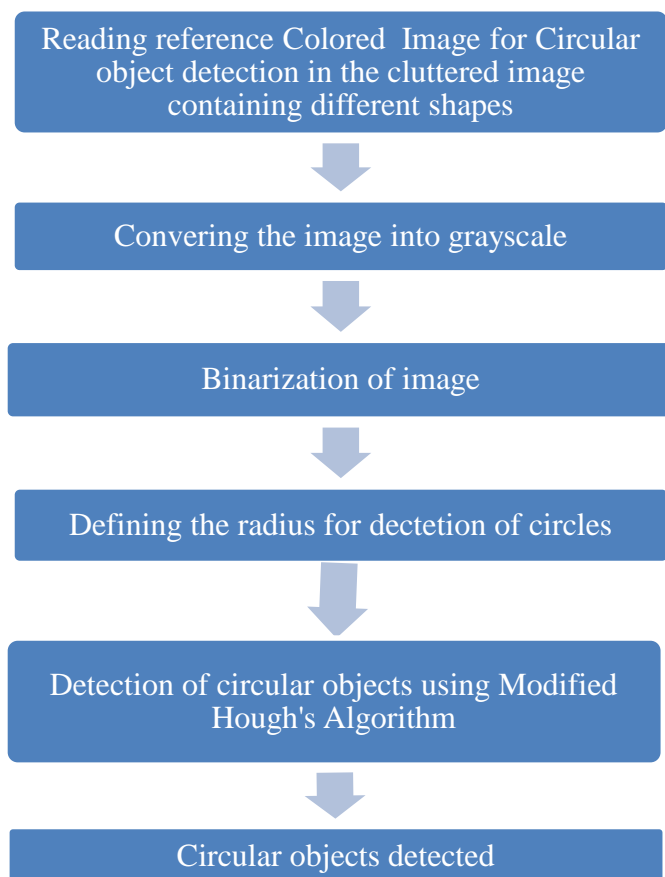 Reading reference Colored  Image for Circular
object detection in the cluttered image
containing different shapes
Convering the image into grayscale
Binarization of image
Defining the radius for dectetion of circles
Detection of circular objects using Modified
Hough's Algorithm
Circular objects detected